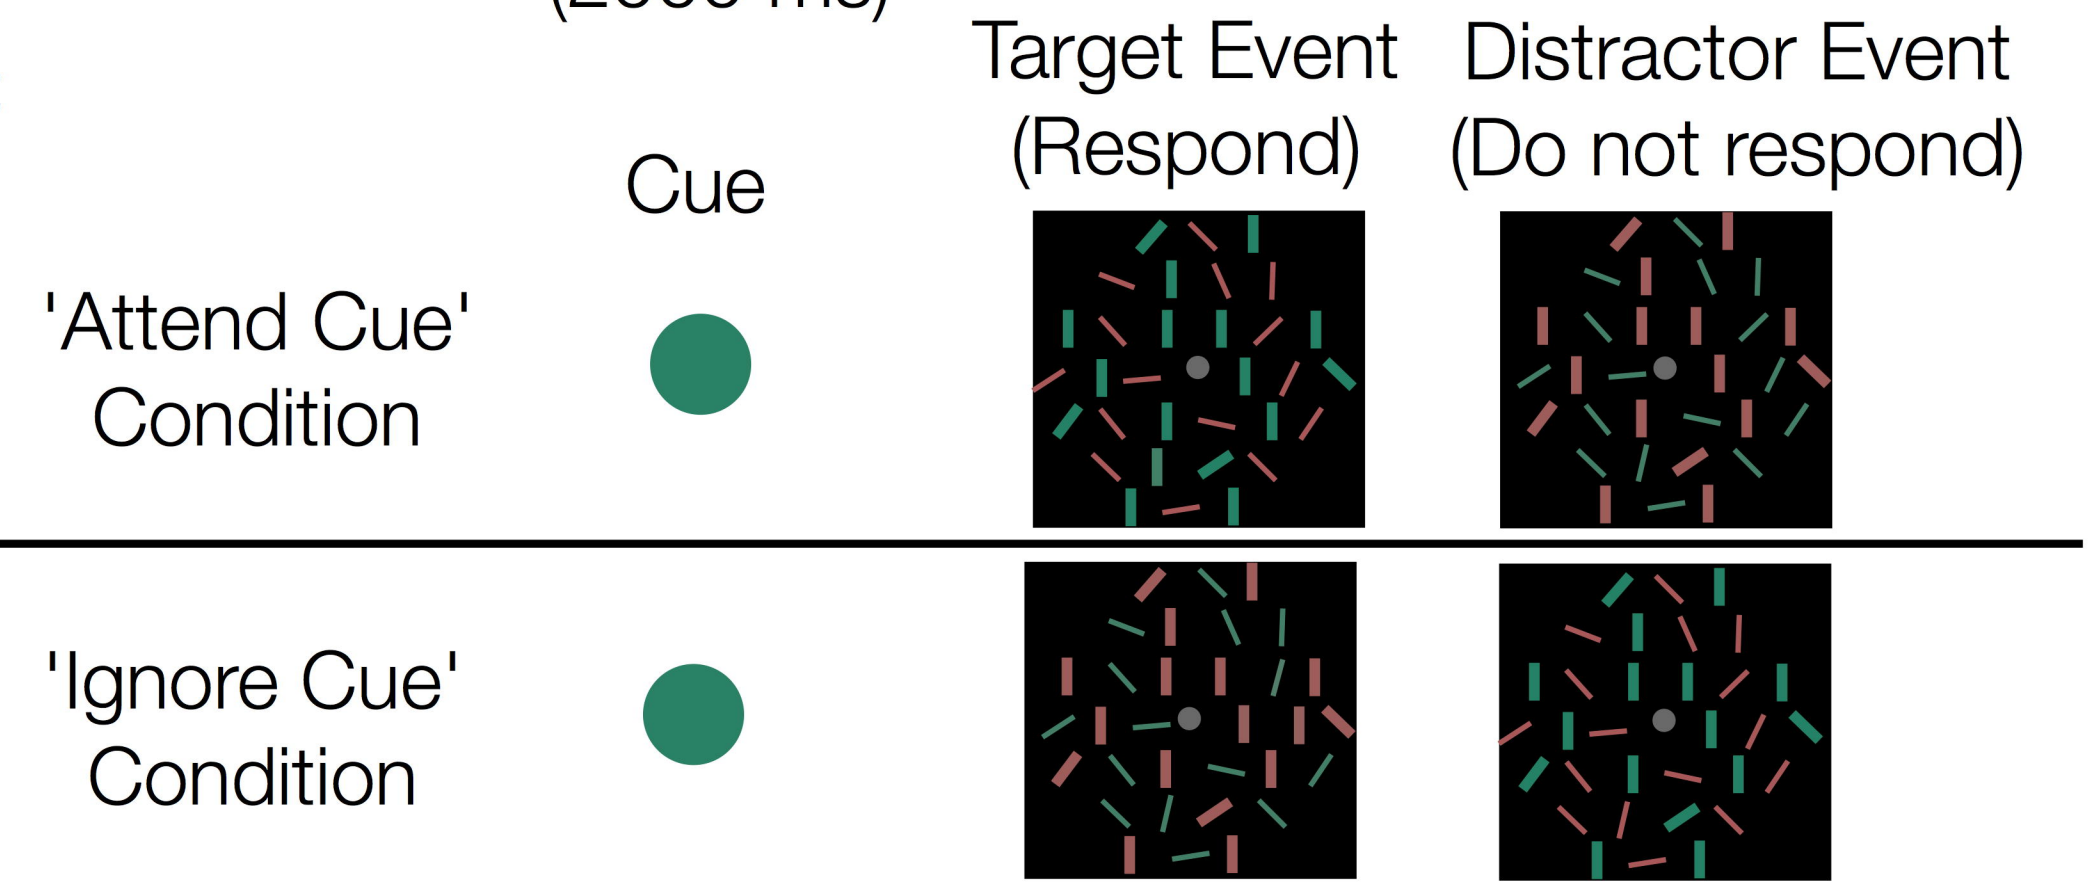 Target Event
(Respond)
Distractor Event
(Do not respond)
Cue
'Attend Cue'
Condition
'Ignore Cue'
Condition